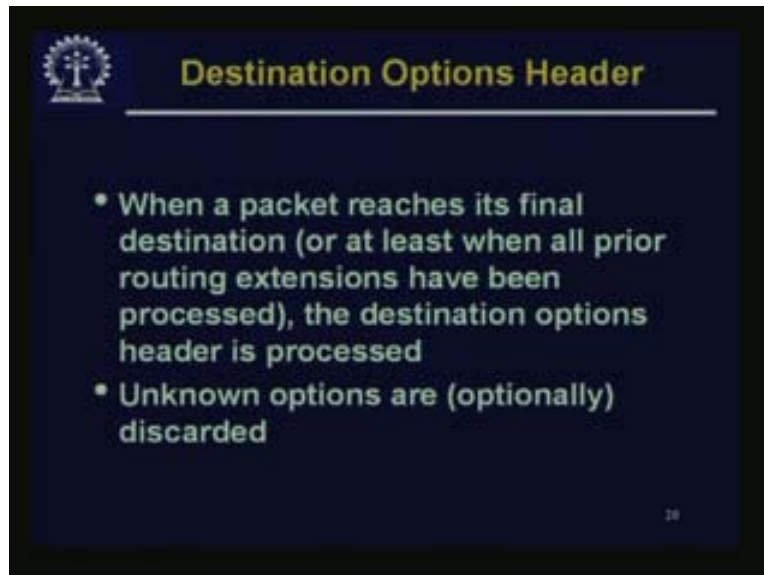 Destination Options Header
• When a packet reaches its final
destination (or at least when all prior
routing extensions have been
processed), the destination options
header is processed
• Unknown options are (optionally)
discarded